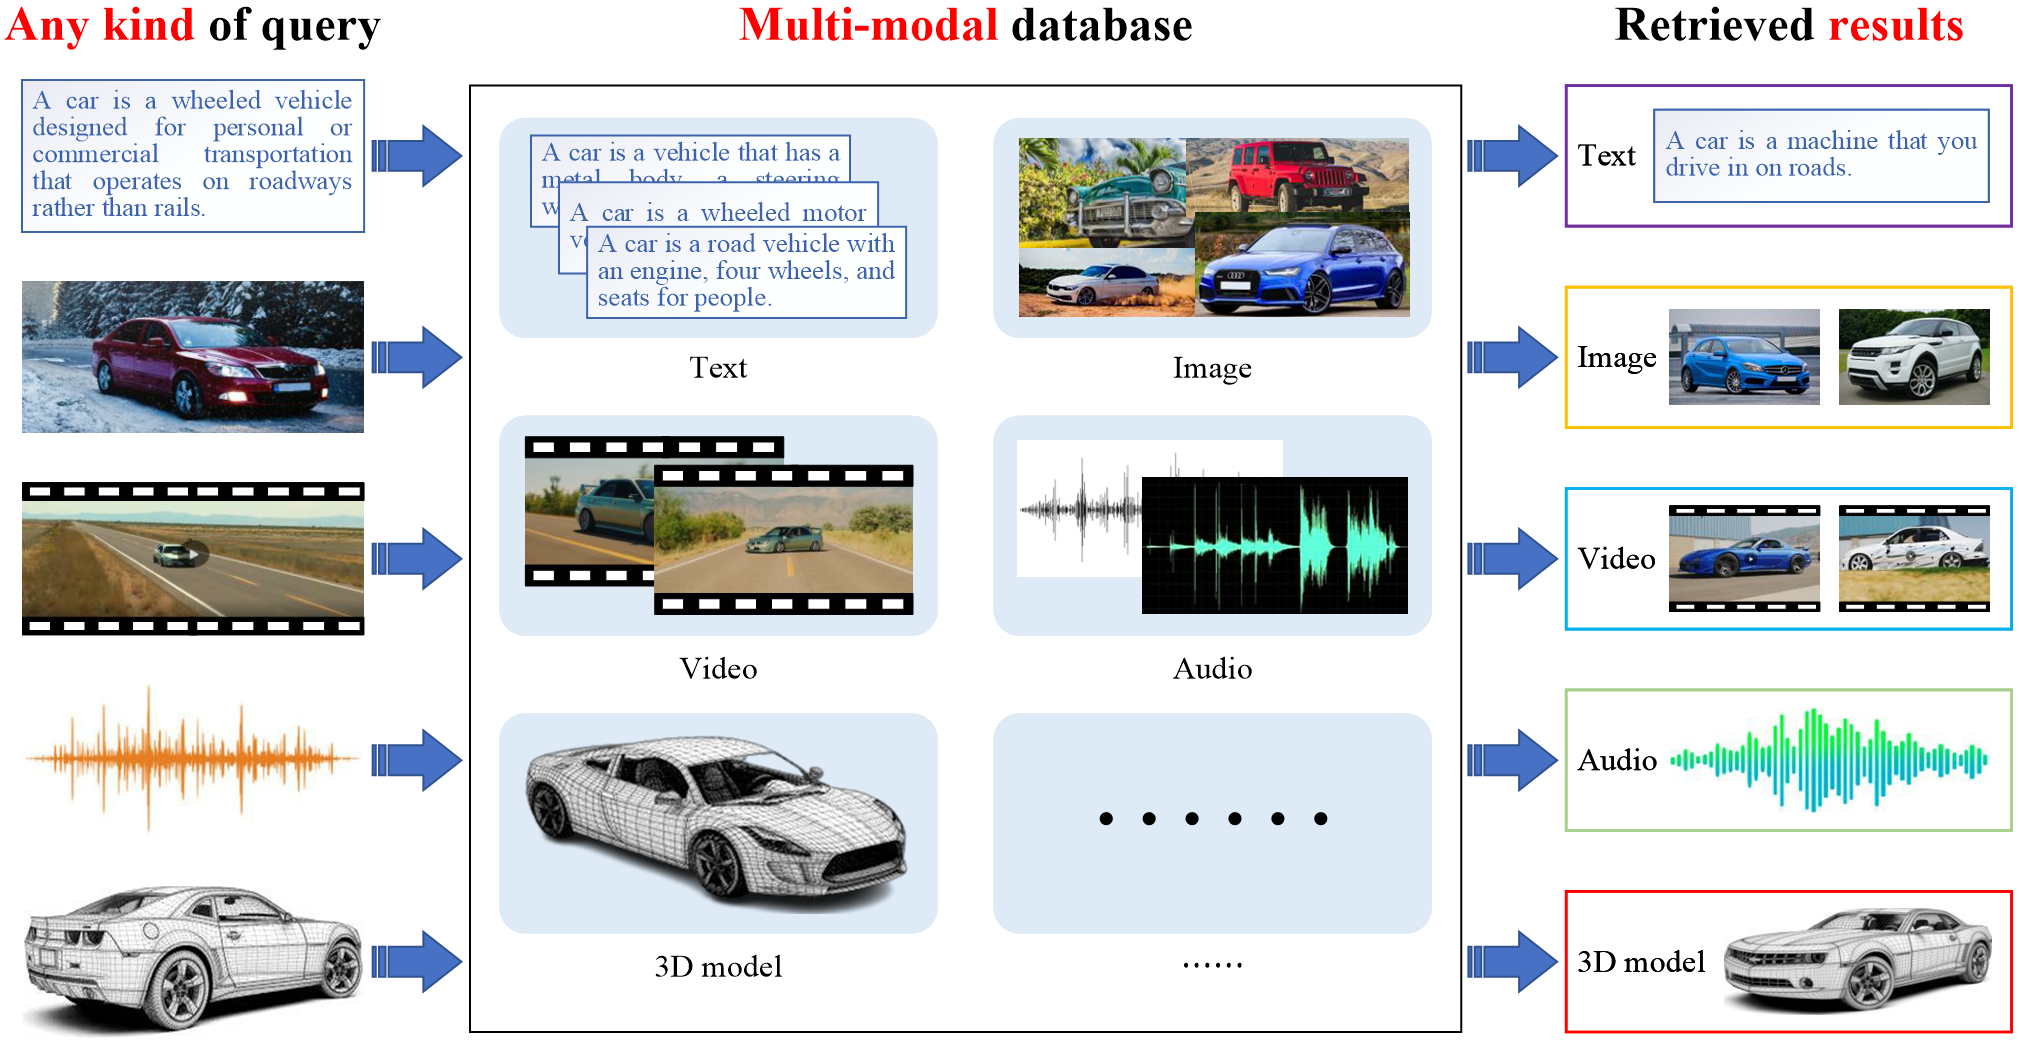 Any kind of query
Multi-modal database
Retrieved results
A car is a wheeled vehicle
designed for personal or
commercial transportation
that operates on roadways
rather than rails.
A car is a vehicle that has a
metal body, a steering
w
A car is a wheeled motor
ve
A car is a road vehicle with
an engine, four wheels, and
seats for people.
Text
Image
Video
Audio
3D model
......
Text
A car is a machine that you
drive in on roads.
Image
Video
Audio
3D model